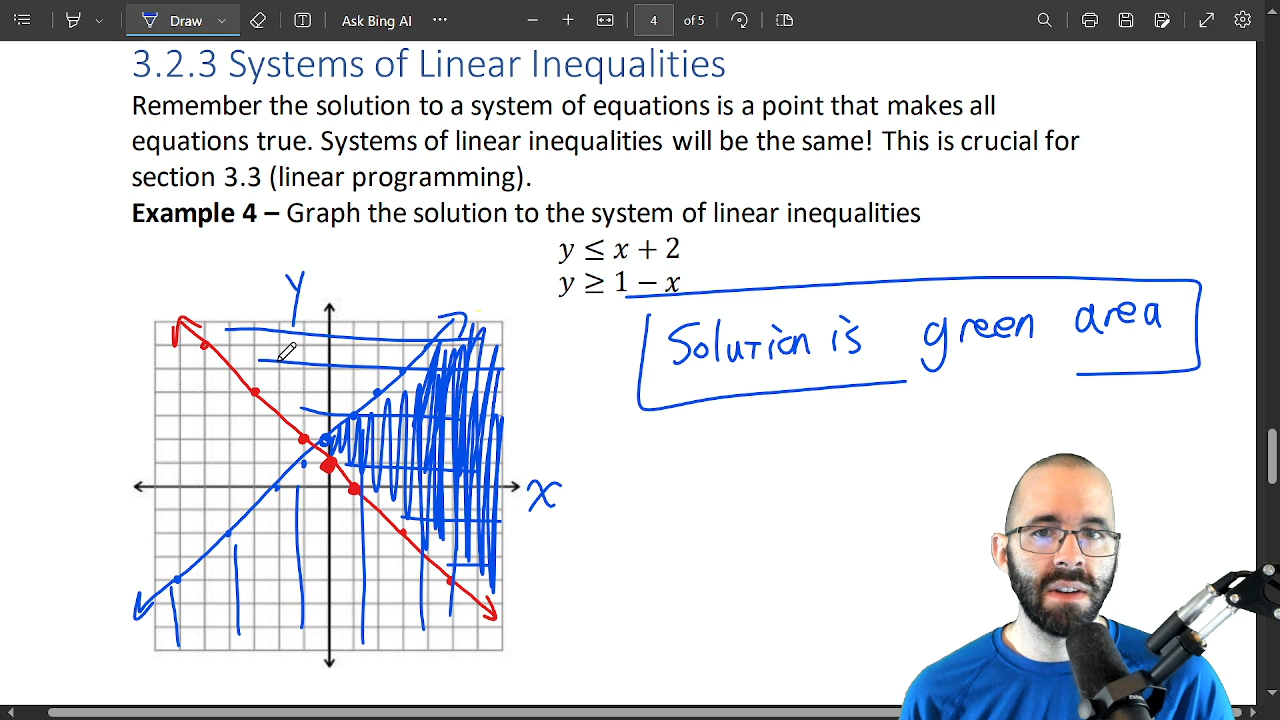 Draw
Ask Bing AI
4 of 5
3.2.3 Systems of Linear Inequalities
Remember the solution to a system of equations is a point that makes all
equations true. Systems of linear inequalities will be the same! This is crucial for
section 3.3 (linear programming).
Example 4 – Graph the solution to the system of linear inequalities
y ≤ x + 2
y ≥ 1 − x
Y
Solution is green area
x